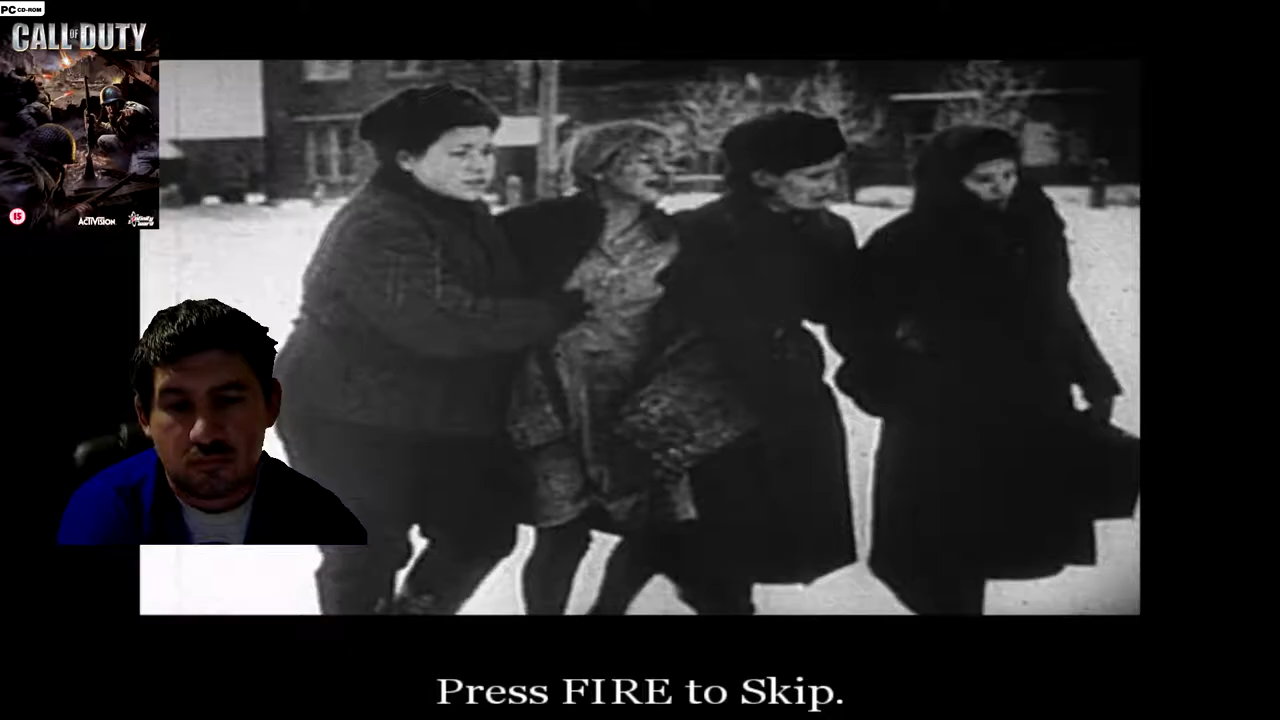 PC CD-ROM
CALL OF DUTY
15
ACTIVISION
Press FIRE to Skip.